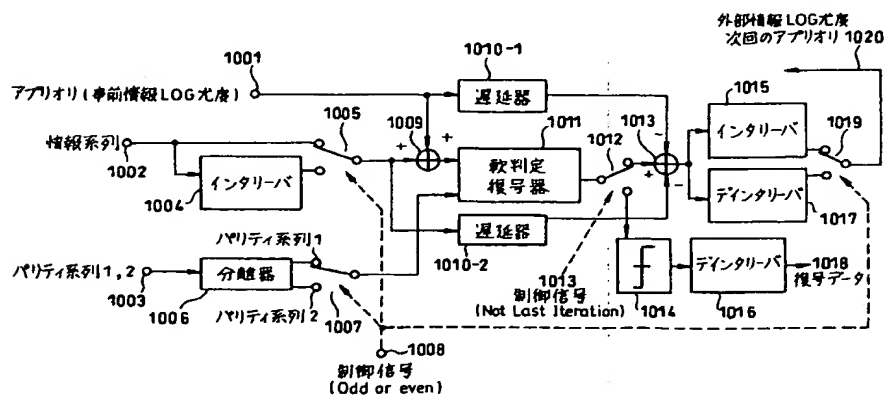 外部情報LOG尤度
次回のアプリオリ 1020
1001
1010-1
アプリオリ(事前情報LOG尤度)
遅延器
1015
1005
1009
1011
1012
1013
インタリーバ
1019
情報系列
1002
インタリーバ
1004
軟判定
復号器
デインタリーバ
1017
遅延器
1010-2
パリティ系列1
パリティ系列1,2
1003
分離器
1006
パリティ系列2
1007
1013
制御信号
(Not Last Iteration)
1014
デインタリーバ
1016
1018
復号データ
1008
制御信号
(Odd or even)
+
+
+
-
-